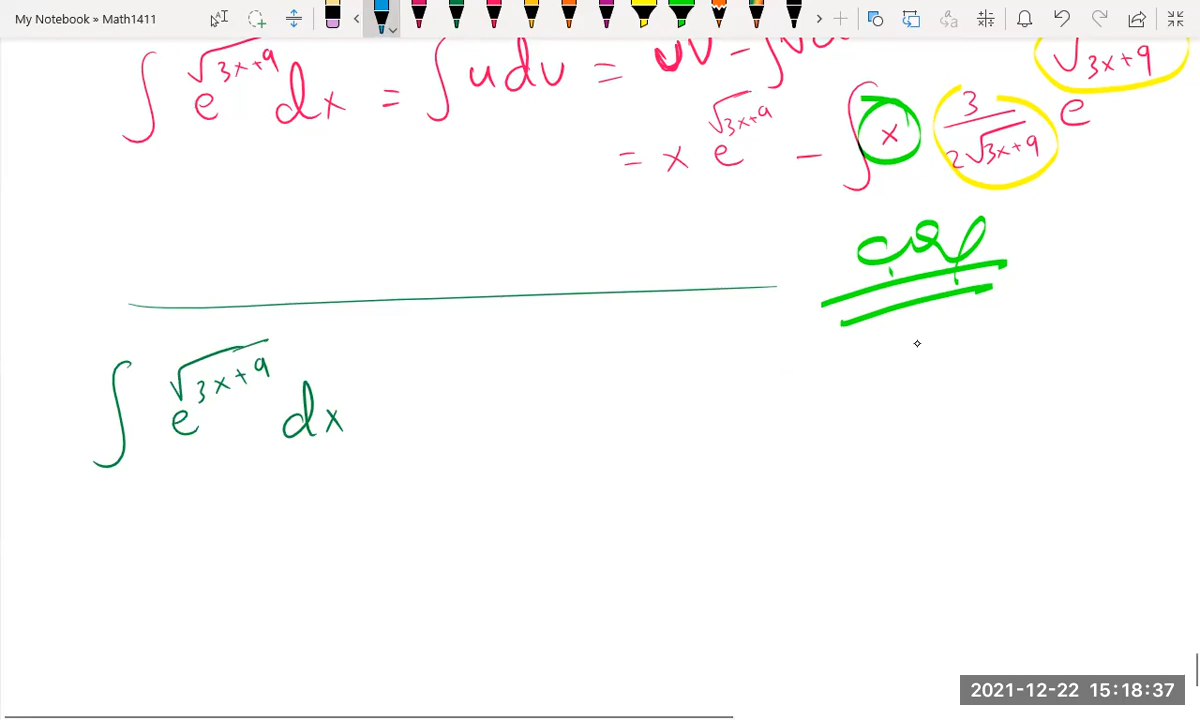 My Notebook » Math1411
∫ e^√(3x+9) dx = ∫ u dv = uv - ∫ v
√(3x+9)
= x e^√(3x+9) - ∫ x 3/(2√(3x+9)) e
∫ e^√(3x+9) dx
2021-12-22 15:18:37